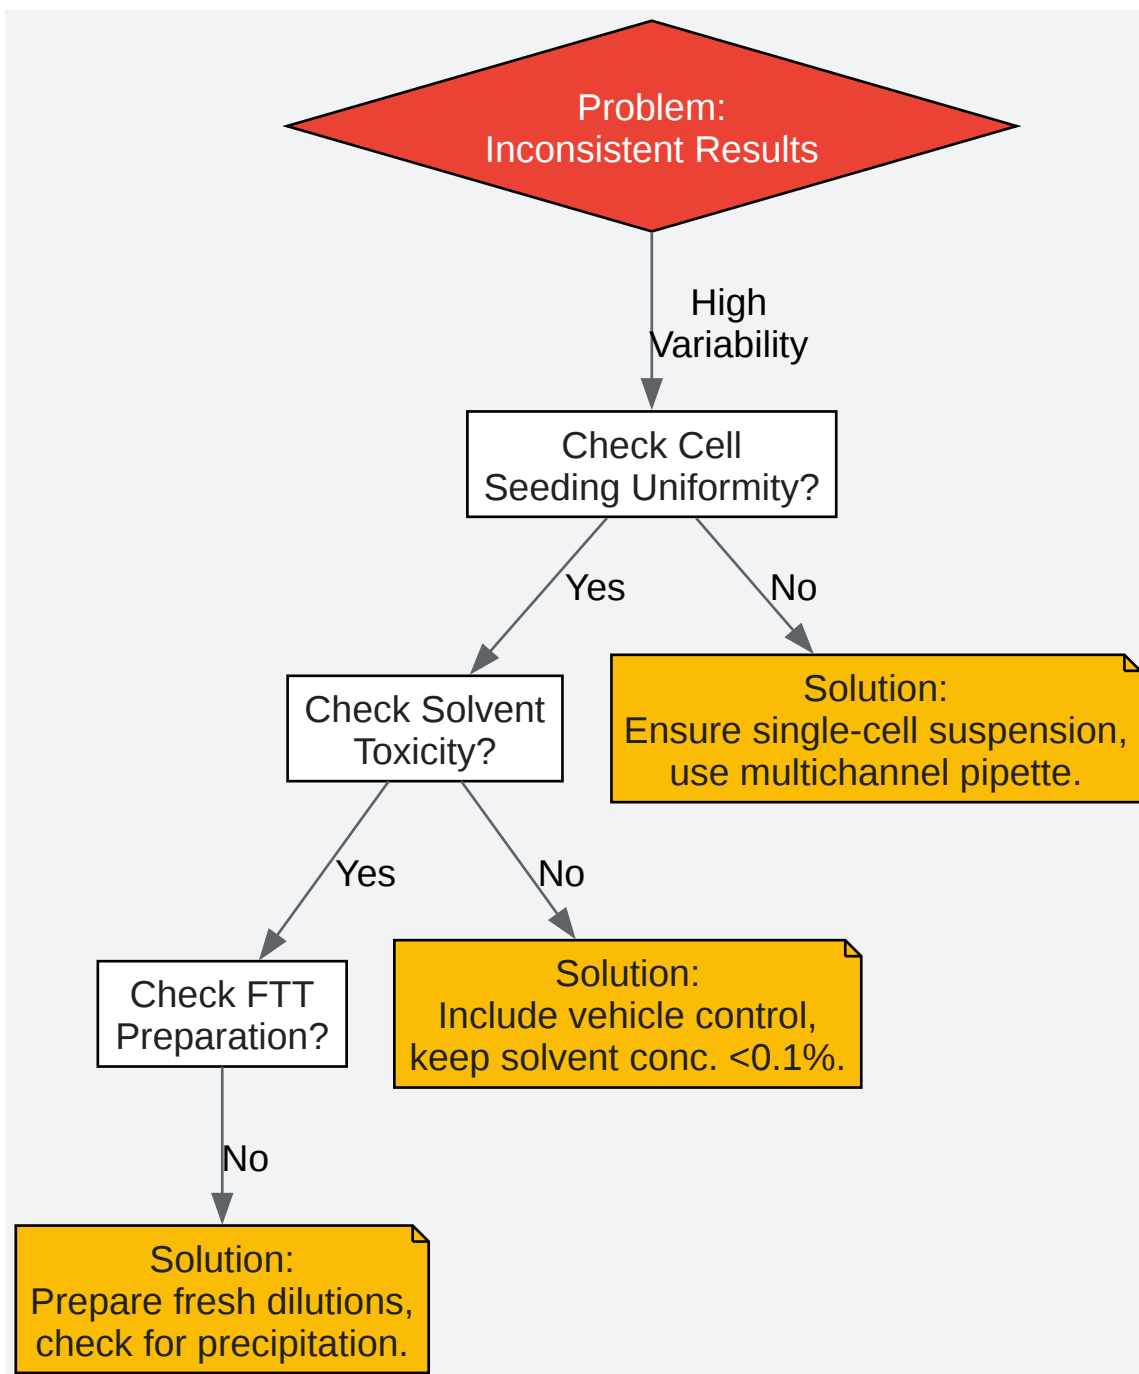 Problem:
Inconsistent Results
High
Variability
Check Cell
Seeding Uniformity?
Yes
No
Check Solvent
Toxicity?
Solution:
Ensure single-cell suspension,
use multichannel pipette.
Yes
No
Check FTT
Preparation?
Solution:
Include vehicle control,
keep solvent conc. <0.1%.
No
Solution:
Prepare fresh dilutions,
check for precipitation.